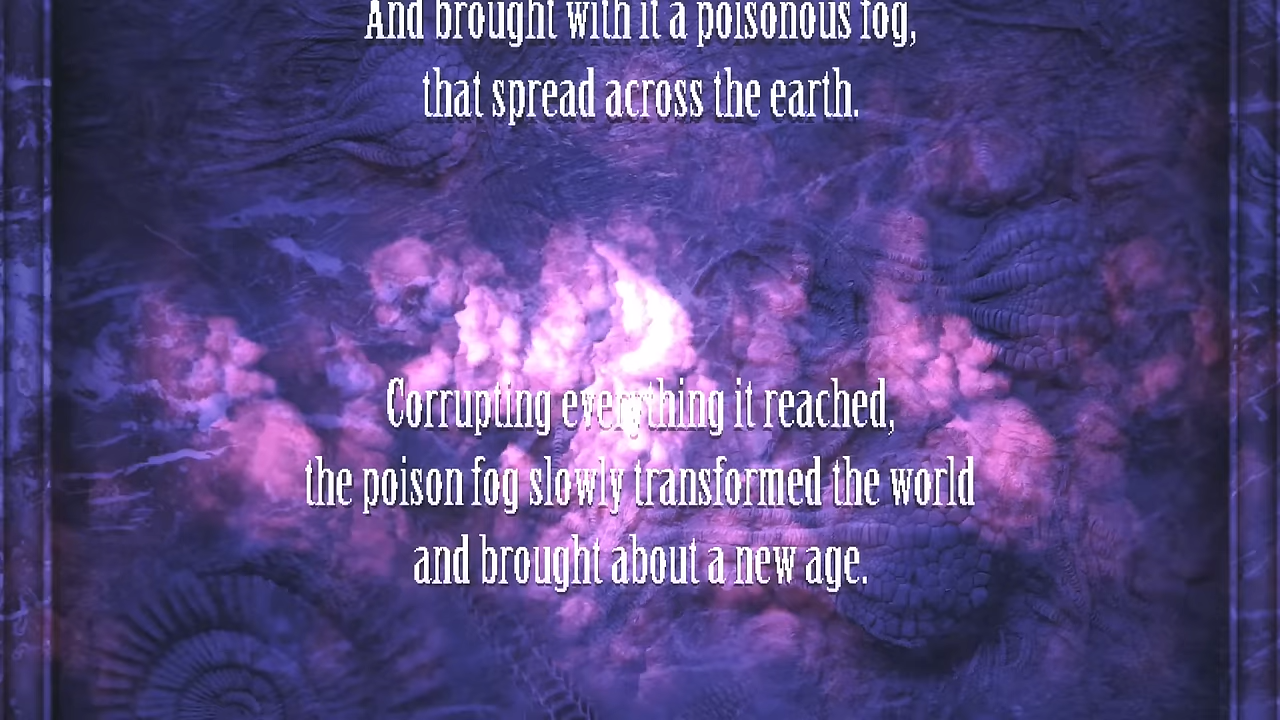 And brought with it a poisonous fog,
that spread across the earth.
Corrupting everything it reached,
the poison fog slowly transformed the world
and brought about a new age.